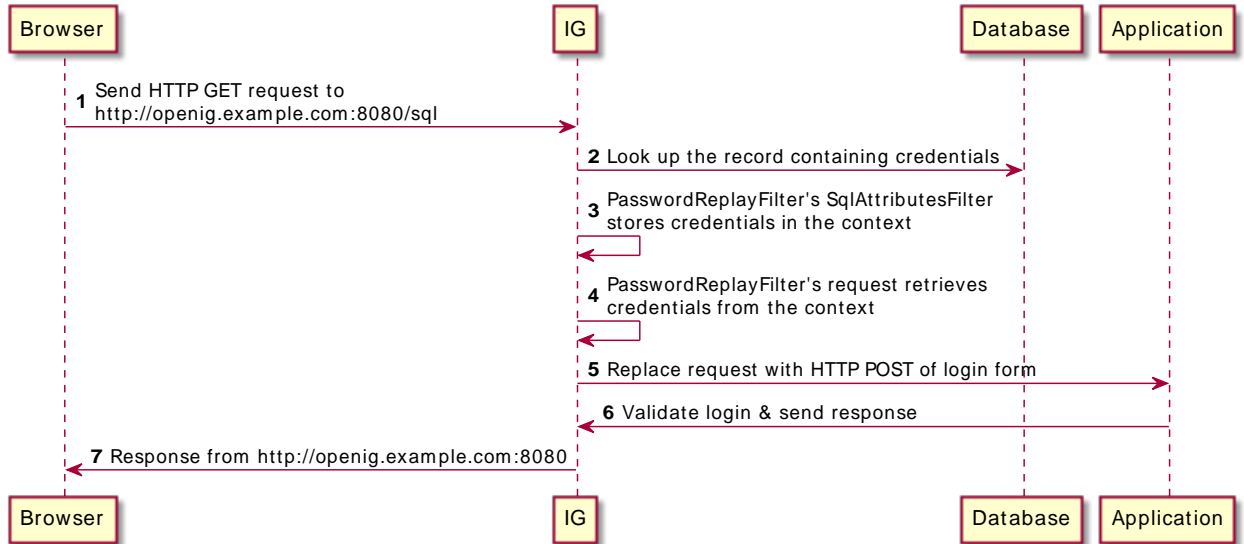 Browser
IG
Database
Application
1 Send HTTP GET request to
http://openig.example.com:8080/sql
2 Look up the record containing credentials
3 PasswordReplayFilter's SqlAttributesFilter
stores credentials in the context
4 PasswordReplayFilter's request retrieves
credentials from the context
5 Replace request with HTTP POST of login form
6 Validate login & send response
7 Response from http://openig.example.com:8080
Browser
IG
Database
Application